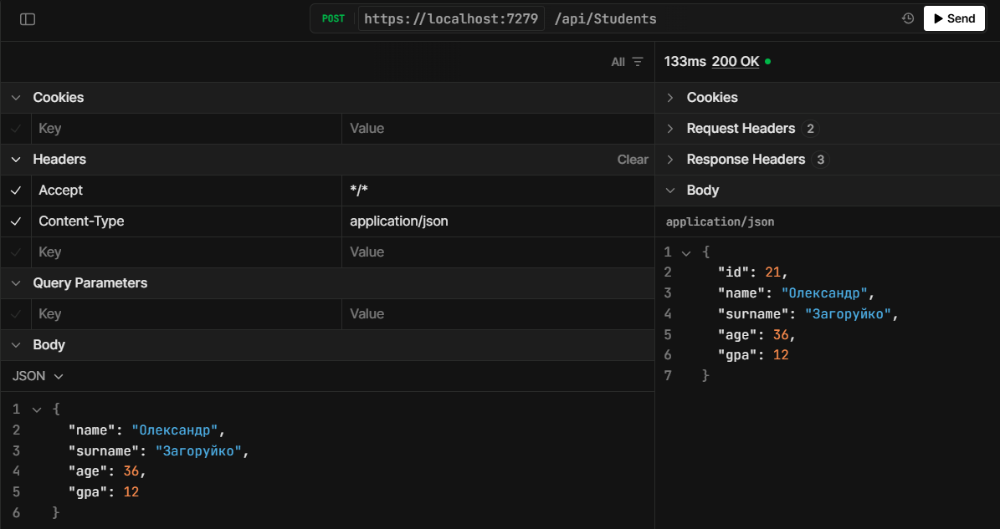 POST https://localhost:7279 /api/Students Send
All
Cookies
Key Value
Headers Clear
Accept */*
Content-Type application/json
Key Value
Query Parameters
Key Value
Body
JSON
1 {
2 "name": "Олександр",
3 "surname": "Загоруйко",
4 "age": 36,
5 "gpa": 12
6 }
133ms 200 OK
Cookies
Request Headers 2
Response Headers 3
Body
application/json
1 {
2 "id": 21,
3 "name": "Олександр",
4 "surname": "Загоруйко",
5 "age": 36,
6 "gpa": 12
7 }